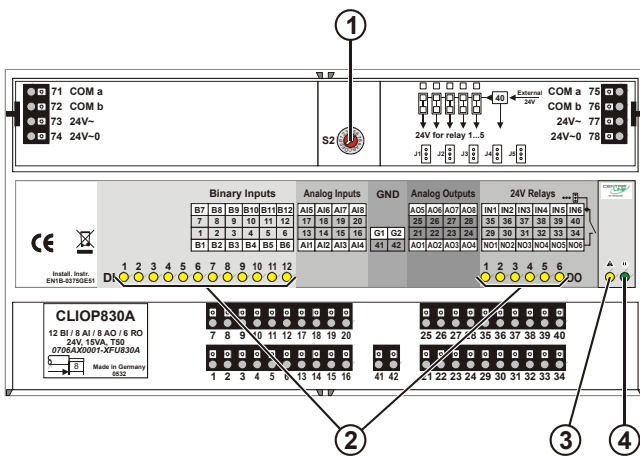 1
71 COM a
72 COM b
73 24V~
74 24V~0
S2
40
External
24V
24V for relay 1...5
J1 J2 J3 J4 J5
COM a 75
COM b 76
24V~ 77
24V~0 78
Binary Inputs Analog Inputs GND Analog Outputs 24V Relays
B7 B8 B9 B10 B11 B12 AI5 AI6 AI7 AI8 AO5 AO6 AO7 AO8 IN1 IN2 IN3 IN4 IN5 IN6
7 8 9 10 11 12 17 18 19 20 25 26 27 28 35 36 37 38 39 40
1 2 3 4 5 6 13 14 15 16 G1 G2 21 22 23 24 29 30 31 32 33 34
B1 B2 B3 B4 B5 B6 AI1 AI2 AI3 AI4 41 42 AO1 AO2 AO3 AO4 NO1 NO2 NO3 NO4 NO5 NO6
CE
CENTRA
LINE
Install. Instr.
EN1B-0375GE51
1 2 3 4 5 6 7 8 9 10 11 12
DI
1 2 3 4 5 6
DO
CLIOP830A
12 BI / 8 AI / 8 AO / 6 RO
24V, 15VA, T50
0706AX0001-XFU830A
8
Made in Germany
0532
7 8 9 10 11 12 17 18 19 20 25 26 27 28 35 36 37 38 39 40
1 2 3 4 5 6 13 14 15 16 41 42 21 22 23 24 29 30 31 32 33 34
2 3 4